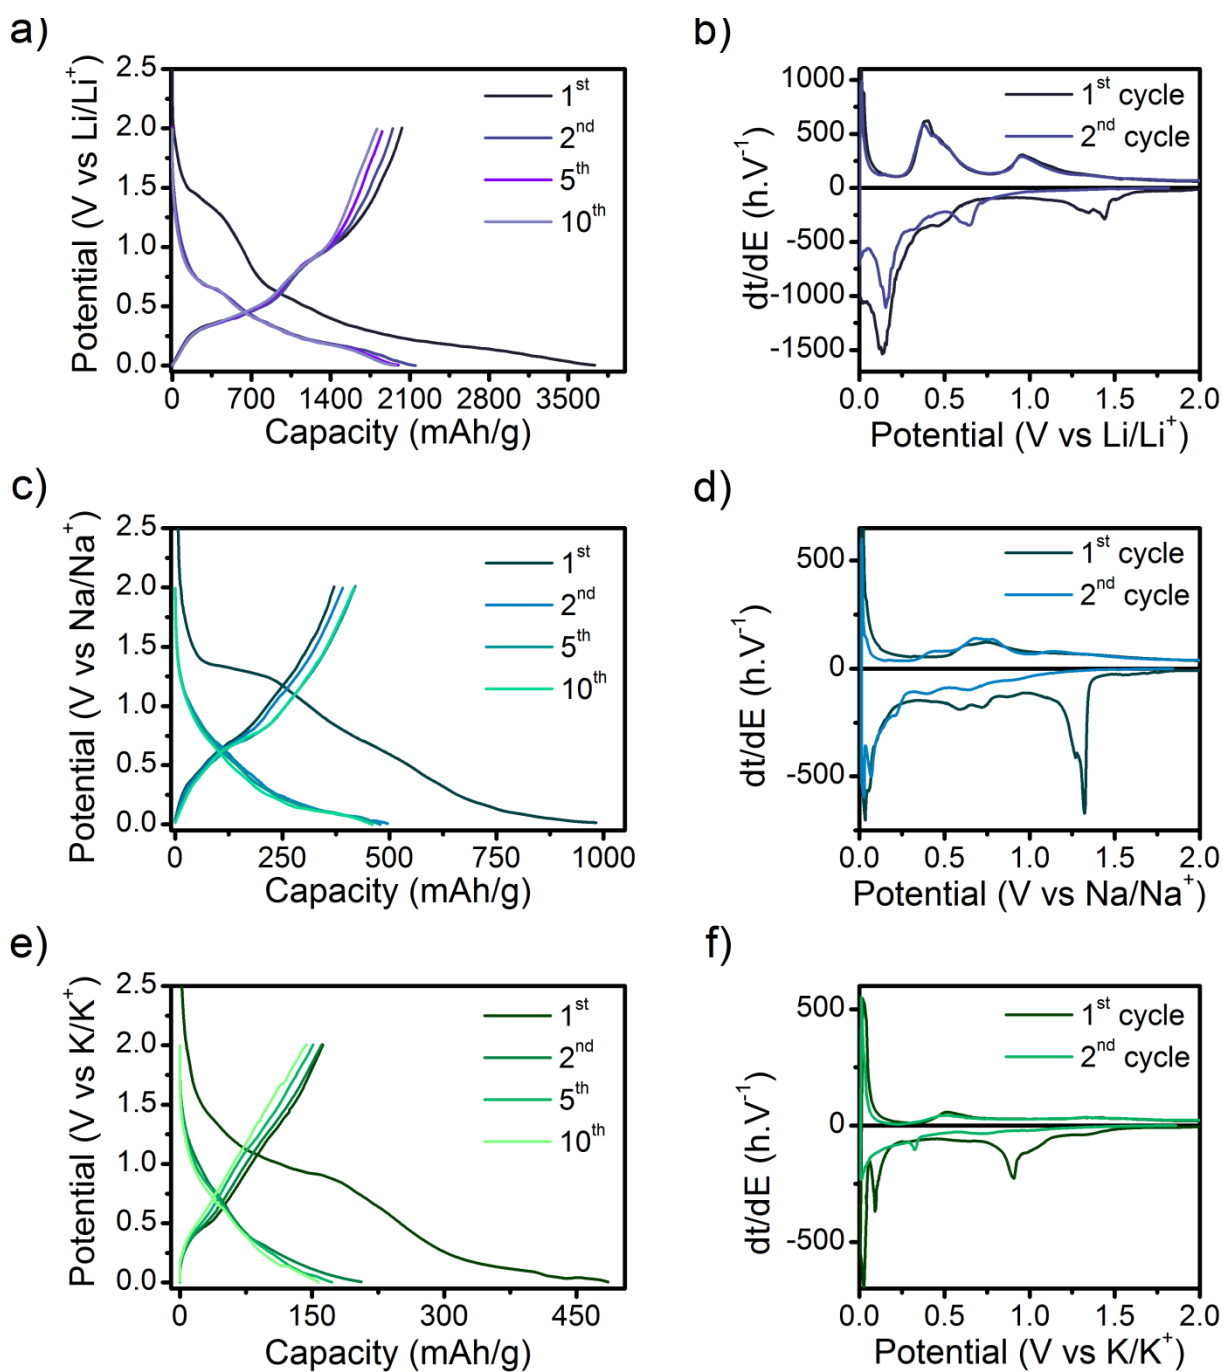 a)
2.5
2.0
1.5
1.0
0.5
0.0
Potential (V vs Li/Li⁺)
1ˢᵗ
2ⁿᵈ
5ᵗʰ
10ᵗʰ
0 700 1400 2100 2800 3500
Capacity (mAh/g)
b)
1000
500
0
-500
-1000
-1500
dt/dE (h.V⁻¹)
1ˢᵗ cycle
2ⁿᵈ cycle
0.0 0.5 1.0 1.5 2.0
Potential (V vs Li/Li⁺)
c)
2.5
2.0
1.5
1.0
0.5
0.0
Potential (V vs Na/Na⁺)
1ˢᵗ
2ⁿᵈ
5ᵗʰ
10ᵗʰ
0 250 500 750 1000
Capacity (mAh/g)
d)
500
0
-500
dt/dE (h.V⁻¹)
1ˢᵗ cycle
2ⁿᵈ cycle
0.0 0.5 1.0 1.5 2.0
Potential (V vs Na/Na⁺)
e)
2.5
2.0
1.5
1.0
0.5
0.0
Potential (V vs K/K⁺)
1ˢᵗ
2ⁿᵈ
5ᵗʰ
10ᵗʰ
0 150 300 450
Capacity (mAh/g)
f)
500
0
-500
dt/dE (h.V⁻¹)
1ˢᵗ cycle
2ⁿᵈ cycle
0.0 0.5 1.0 1.5 2.0
Potential (V vs K/K⁺)